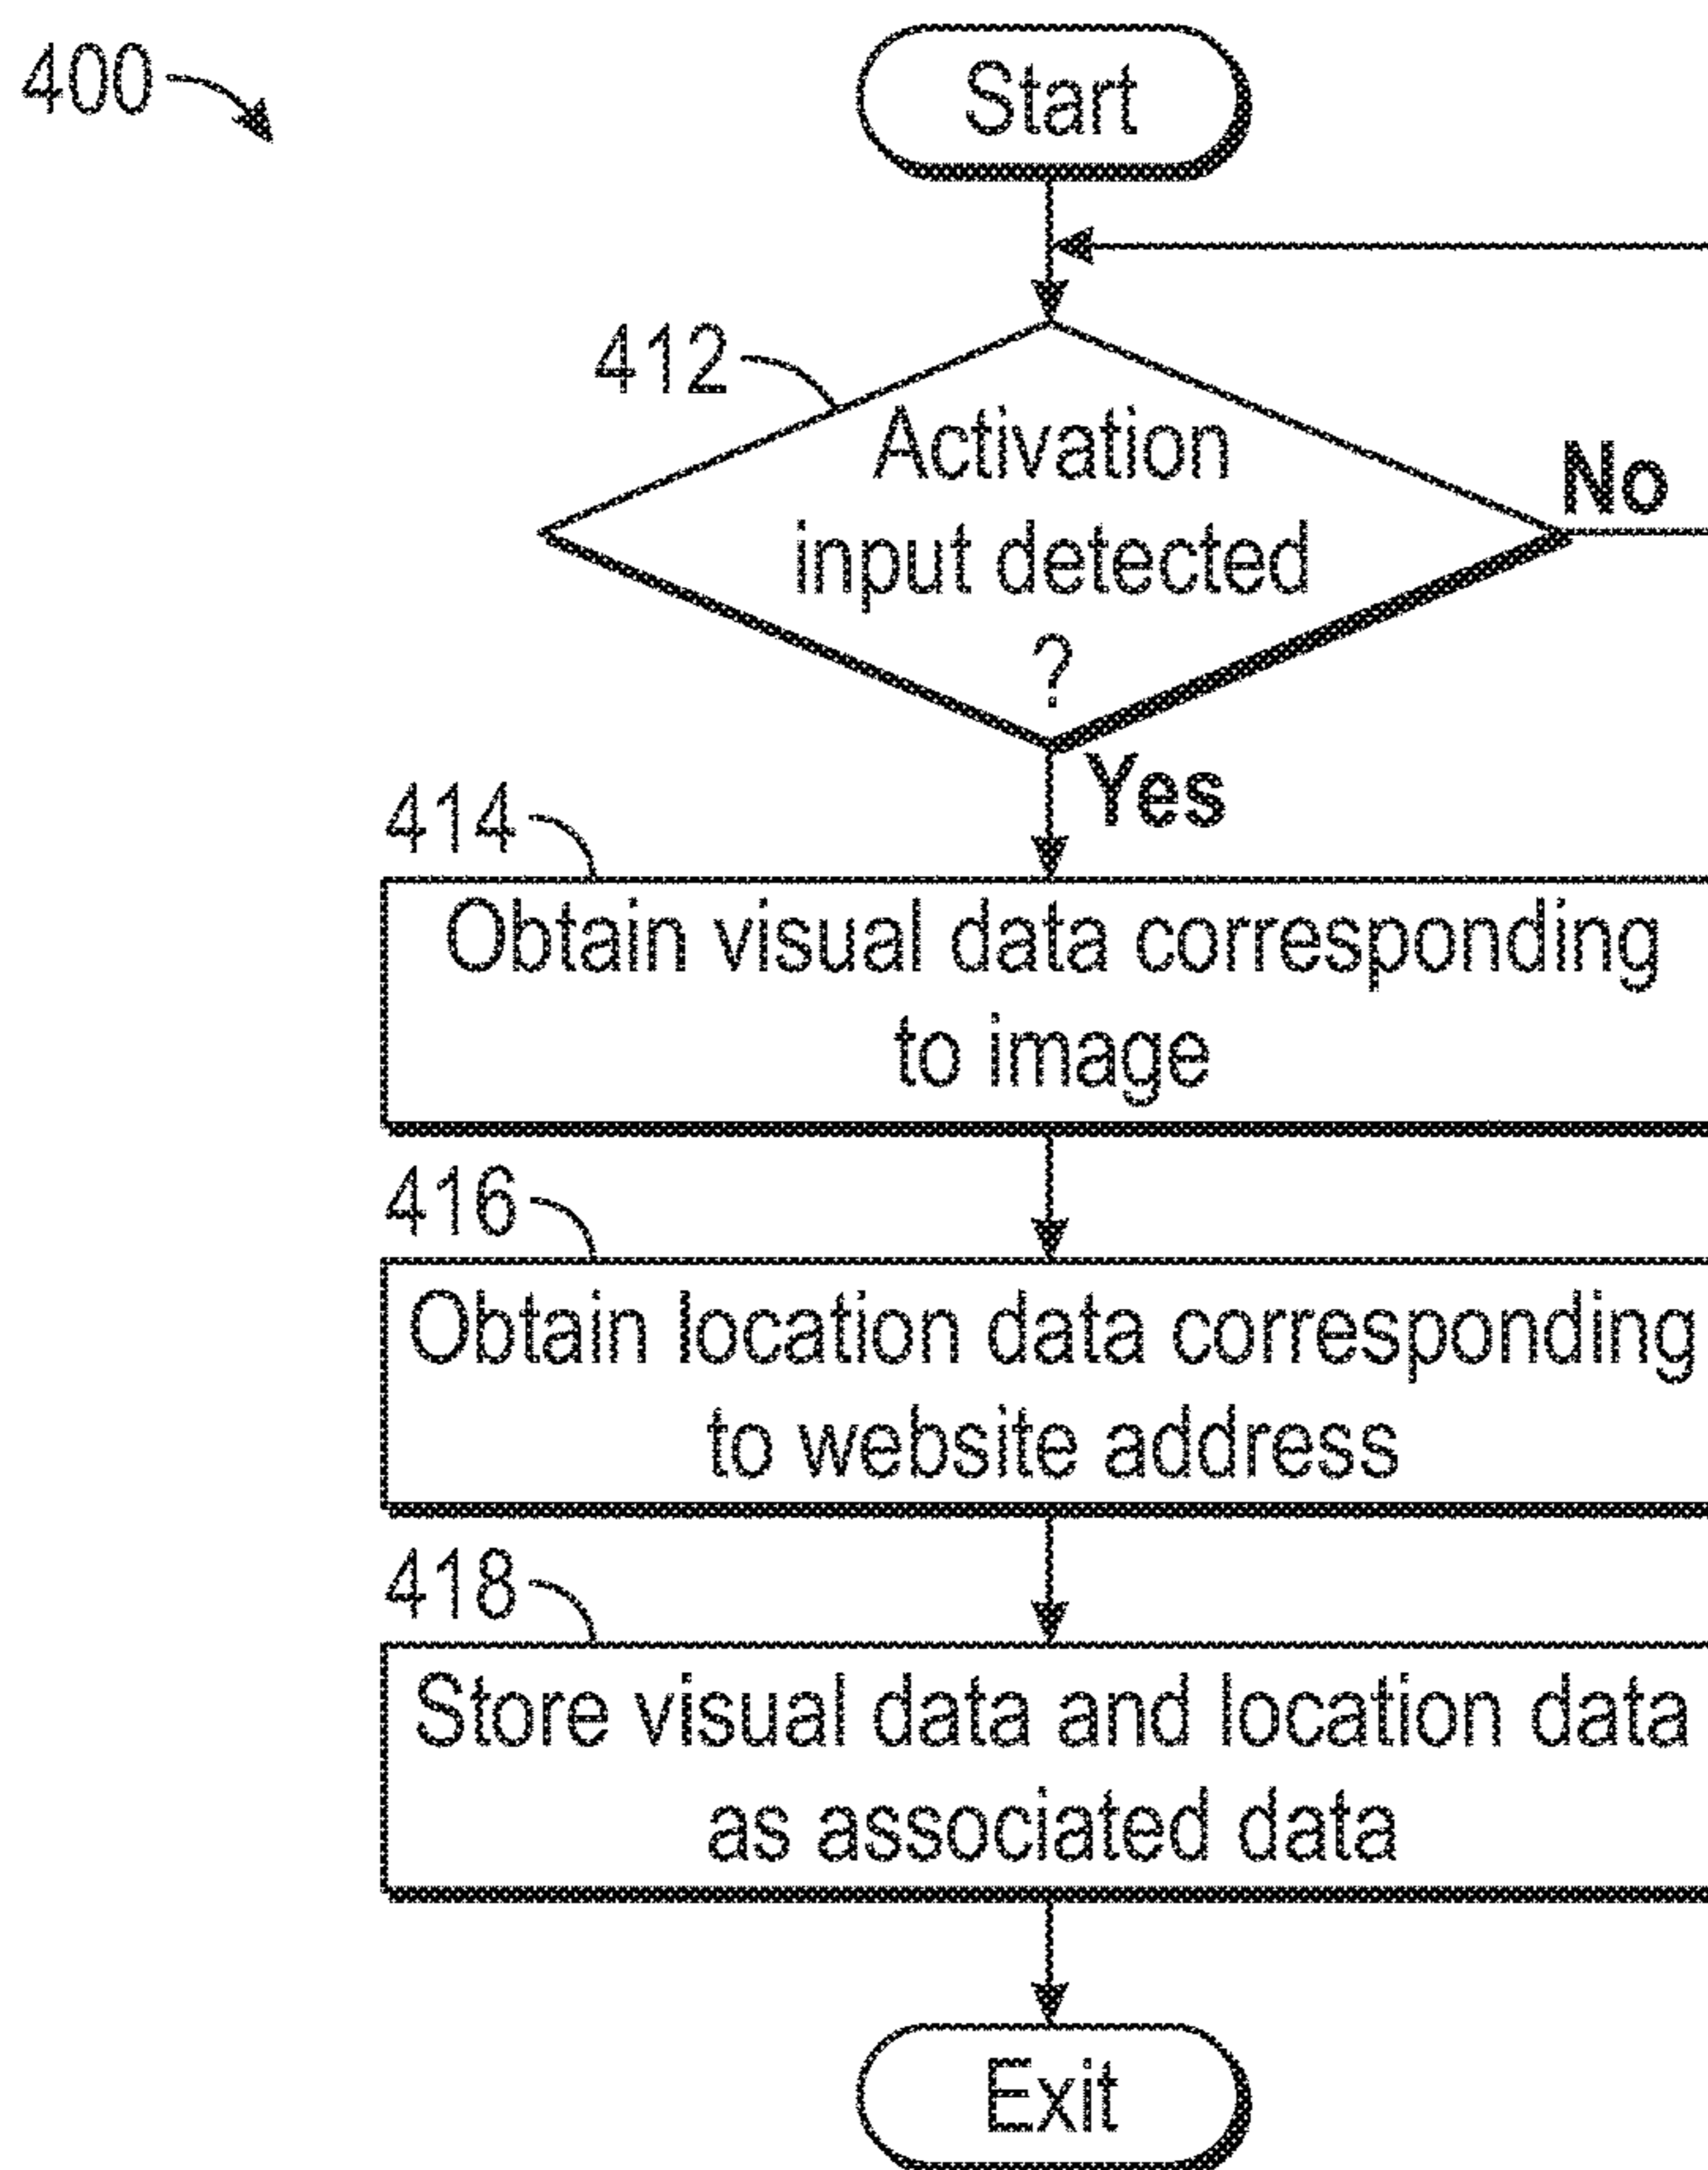 400
Start
412
Activation
input detected
?
No
Yes
414
Obtain visual data corresponding
to image
416
Obtain location data corresponding
to website address
418
Store visual data and location data
as associated data
Exit